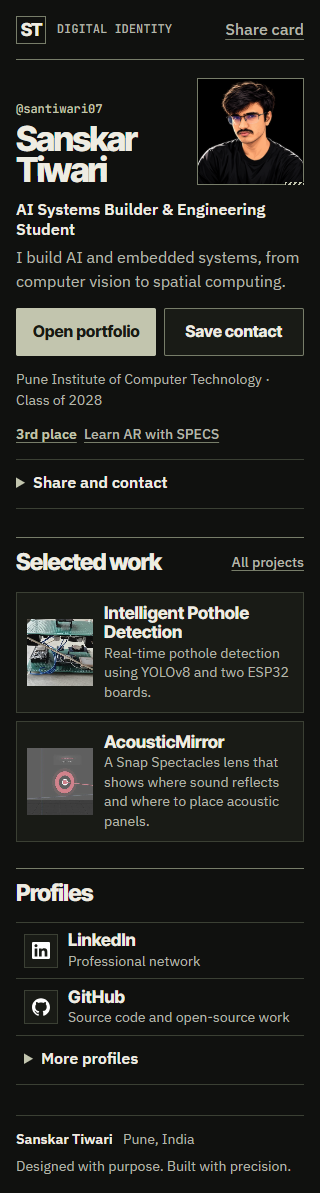 ST DIGITAL IDENTITY Share card
@santiwari07
Sanskar
Tiwari
AI Systems Builder & Engineering
Student
I build AI and embedded systems, from
computer vision to spatial computing.
Open portfolio Save contact
Pune Institute of Computer Technology ·
Class of 2028
3rd place Learn AR with SPECS
Share and contact
Selected work All projects
Intelligent Pothole
Detection
Real-time pothole detection
using YOLOv8 and two ESP32
boards.
AcousticMirror
A Snap Spectacles lens that
shows where sound reflects
and where to place acoustic
panels.
Profiles
LinkedIn
Professional network
GitHub
Source code and open-source work
More profiles
Sanskar Tiwari Pune, India
Designed with purpose. Built with precision.